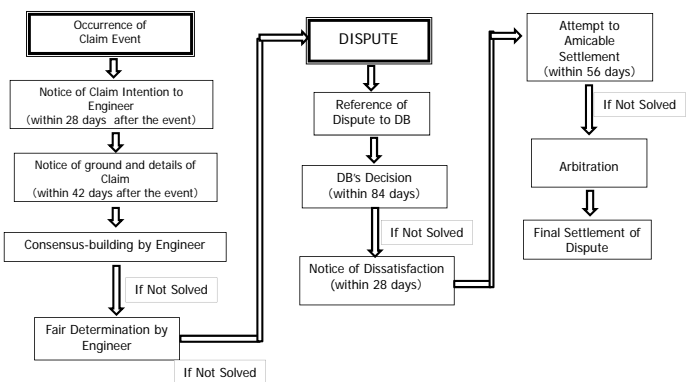 Occurrence of
Claim Event
Notice of Claim Intention to
Engineer
(within 28 days after the event)
Notice of ground and details of
Claim
(within 42 days after the event)
Consensus-building by Engineer
If Not Solved
Fair Determination by
Engineer
If Not Solved
DISPUTE
Reference of
Dispute to DB
DB's Decision
(within 84 days)
If Not Solved
Notice of Dissatisfaction
(within 28 days)
Attempt to
Amicable
Settlement
(within 56 days)
If Not Solved
Arbitration
Final Settlement of
Dispute